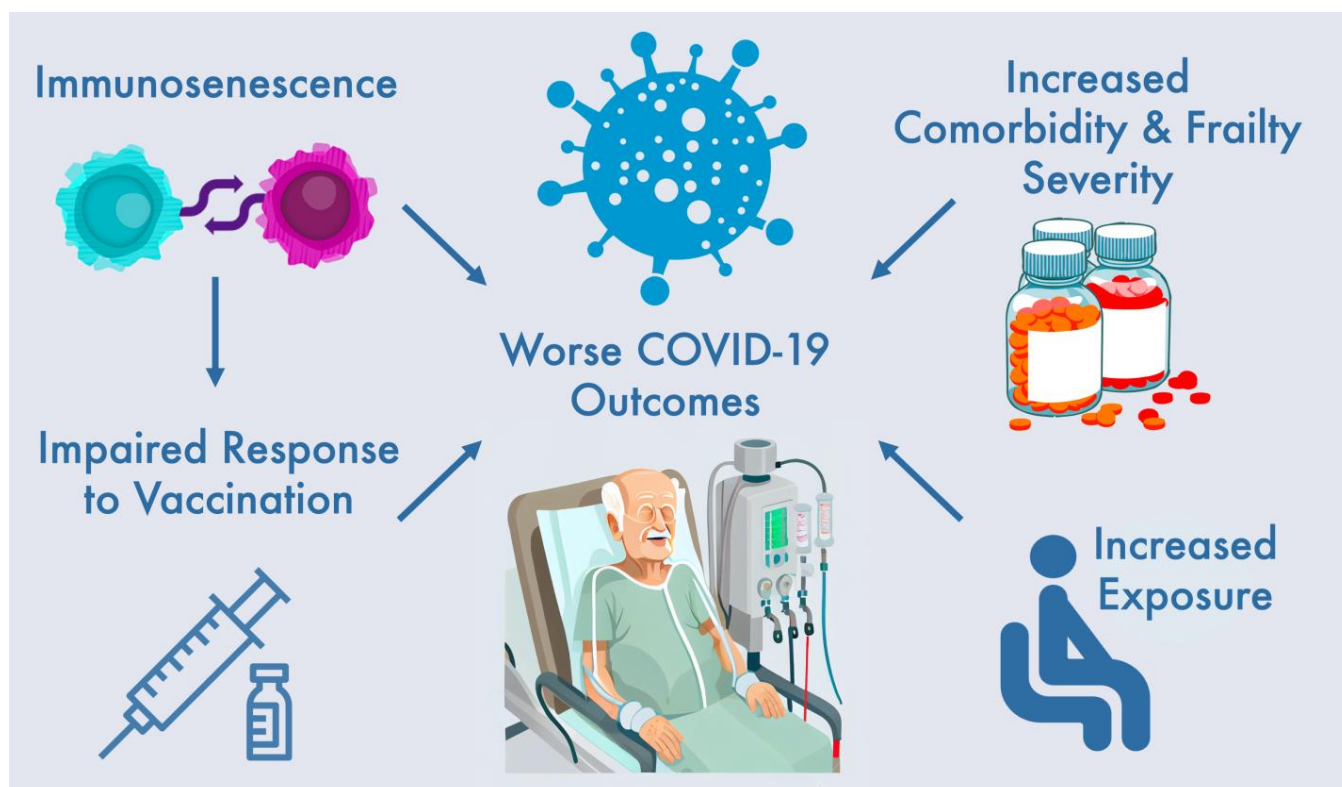 Immunosenescence
Increased
Comorbidity & Frailty
Severity
Worse COVID-19
Outcomes
Impaired Response
to Vaccination
Increased
Exposure